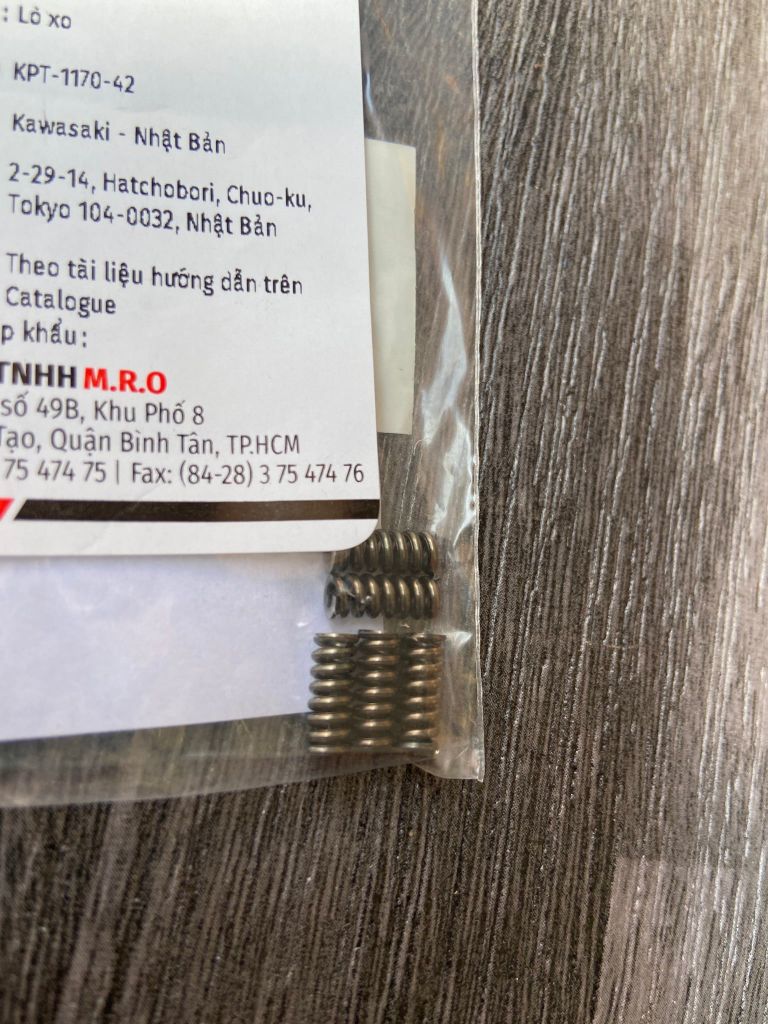 : Lò xo
KPT-1170-42
Kawasaki - Nhật Bản
2-29-14, Hatchobori, Chuo-ku,
Tokyo 104-0032, Nhật Bản
Theo tài liệu hướng dẫn trên
Catalogue
p khẩu:
TNHH M.R.O
số 49B, Khu Phố 8
Tạo, Quận Bình Tân, TP.HCM
75 474 75 | Fax: (84-28) 3 75 474 76